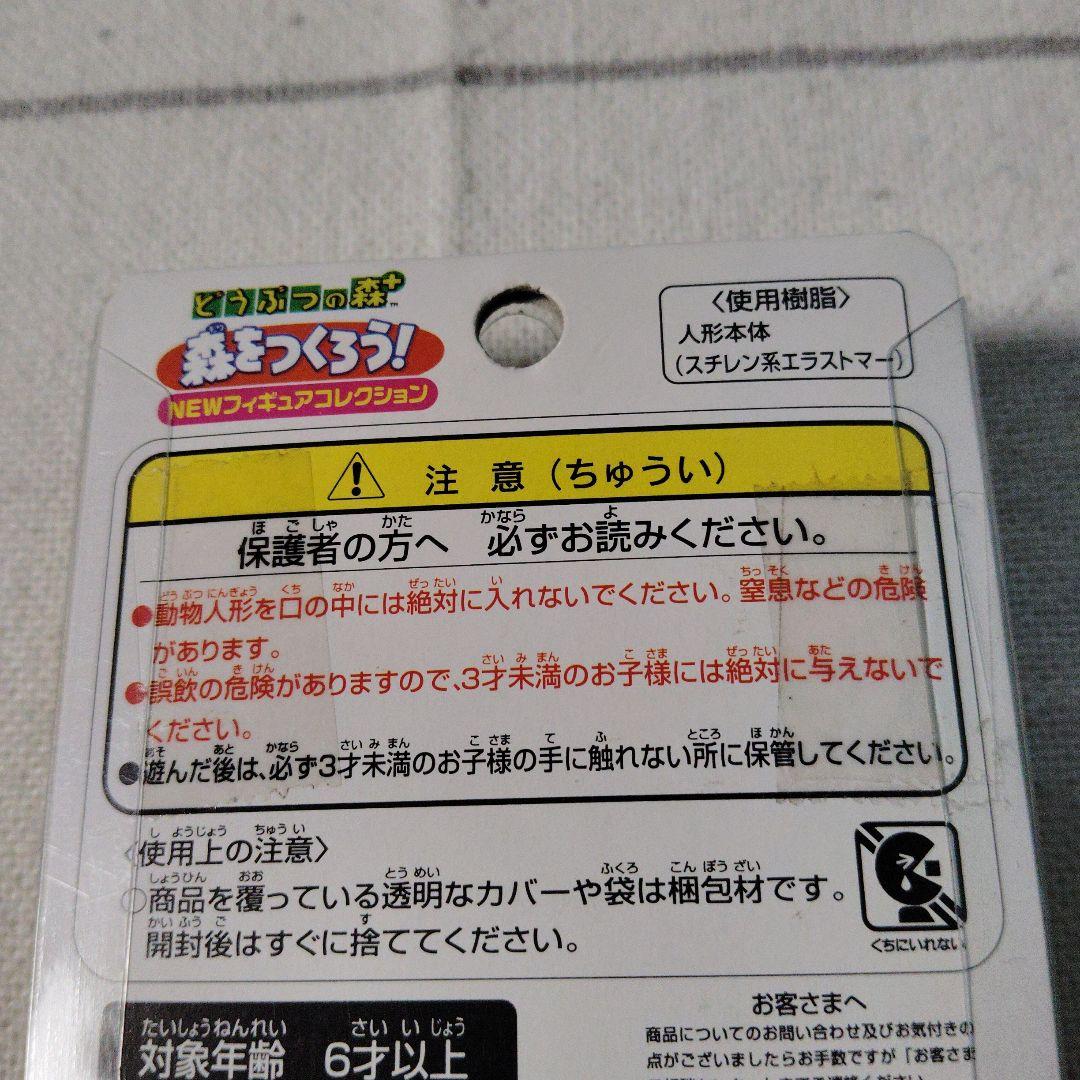 どうぶつの森+™
森をつくろう!
NEWフィギュアコレクション
〈使用樹脂〉
人形本体
(スチレン系エラストマー)
注 意(ちゅうい)
保護者の方へ 必ずお読みください。
●動物人形を口の中には絶対に入れないでください。窒息などの危険
があります。
●誤飲の危険がありますので、3才未満のお子様には絶対に与えないで
ください。
●遊んだ後は、必ず3才未満のお子様の手に触れない所に保管してください。
〈使用上の注意〉
○商品を覆っている透明なカバーや袋は梱包材です。
開封後はすぐに捨ててください。
くちにいれない
対象年齢 6才以上
お客さまへ
商品についてのお問い合わせ及びお気付きの
点がございましたらお手数ですが「お客さま